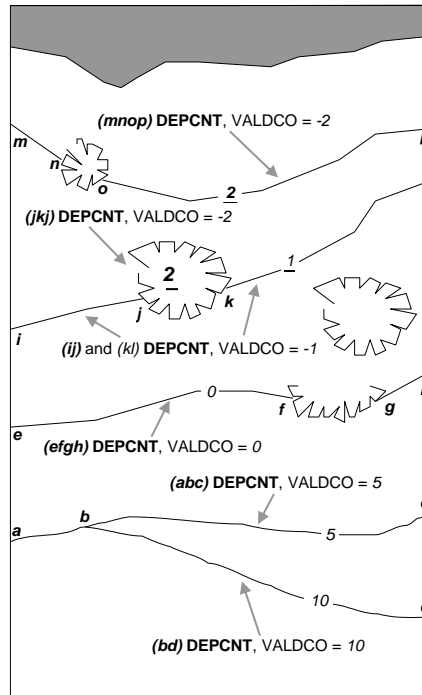 (mnop) DEPCNT, VALDCO = -2
m
n
o
2
(jkj) DEPCNT, VALDCO = -2
2
1
j
k
i
(ij) and (kl) DEPCNT, VALDCO = -1
0
f
g
e
(efgh) DEPCNT, VALDCO = 0
(abc) DEPCNT, VALDCO = 5
b
a
5
10
(bd) DEPCNT, VALDCO = 10